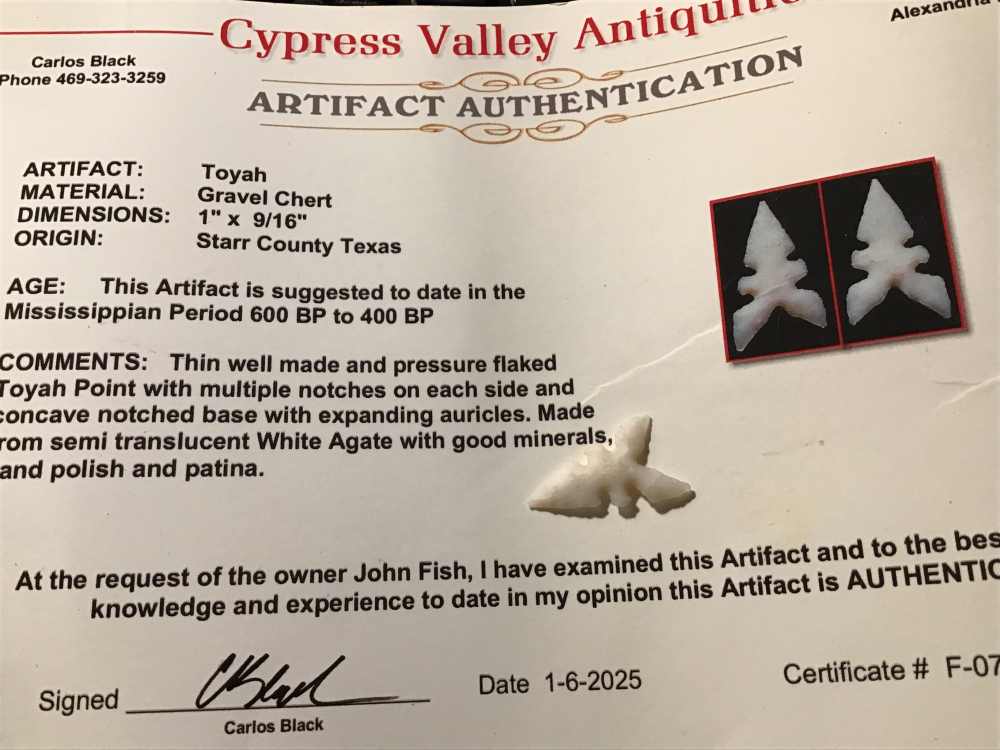 Cypress Valley Antiquitie
Alexandria
Carlos Black
Phone 469-323-3259
ARTIFACT AUTHENTICATION
ARTIFACT: Toyah
MATERIAL: Gravel Chert
DIMENSIONS: 1" x 9/16"
ORIGIN: Starr County Texas
AGE: This Artifact is suggested to date in the
Mississippian Period 600 BP to 400 BP
COMMENTS: Thin well made and pressure flaked
Toyah Point with multiple notches on each side and
concave notched base with expanding auricles. Made
rom semi translucent White Agate with good minerals,
and polish and patina.
At the request of the owner John Fish, I have examined this Artifact and to the bes
knowledge and experience to date in my opinion this Artifact is AUTHENTIC
Signed CBlack
Carlos Black
Date 1-6-2025
Certificate # F-07